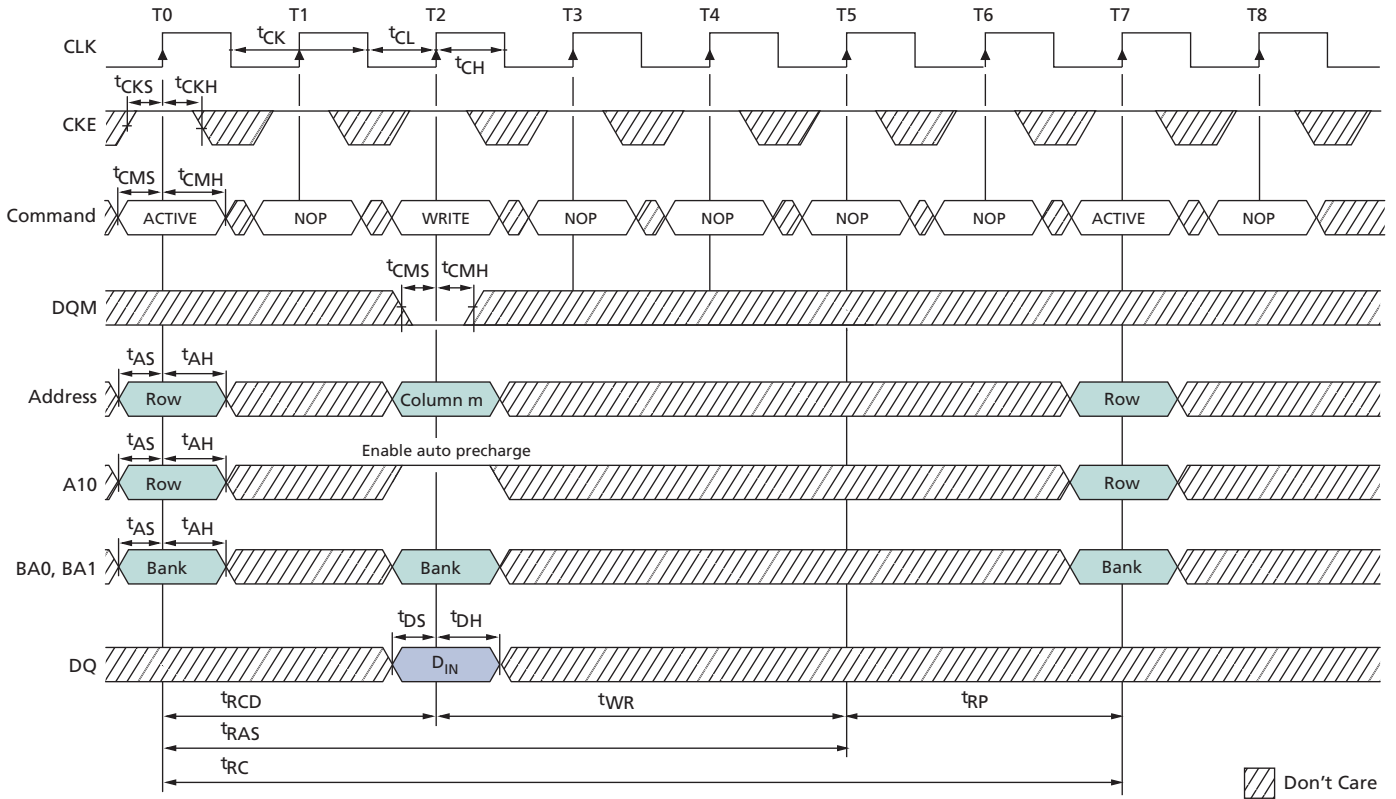 T0 T1 T2 T3 T4 T5 T6 T7 T8
CLK
tCK tCL
tCH
tCKS tCKH
CKE
tCMS tCMH
Command ACTIVE NOP WRITE NOP NOP NOP NOP ACTIVE NOP
tCMS tCMH
DQM
tAS tAH
Address Row Column m Row
tAS tAH Enable auto precharge
A10 Row Row
tAS tAH
BA0, BA1 Bank Bank Bank
tDS tDH
DQ DIN
tRCD tWR tRP
tRAS
tRC
Don't Care